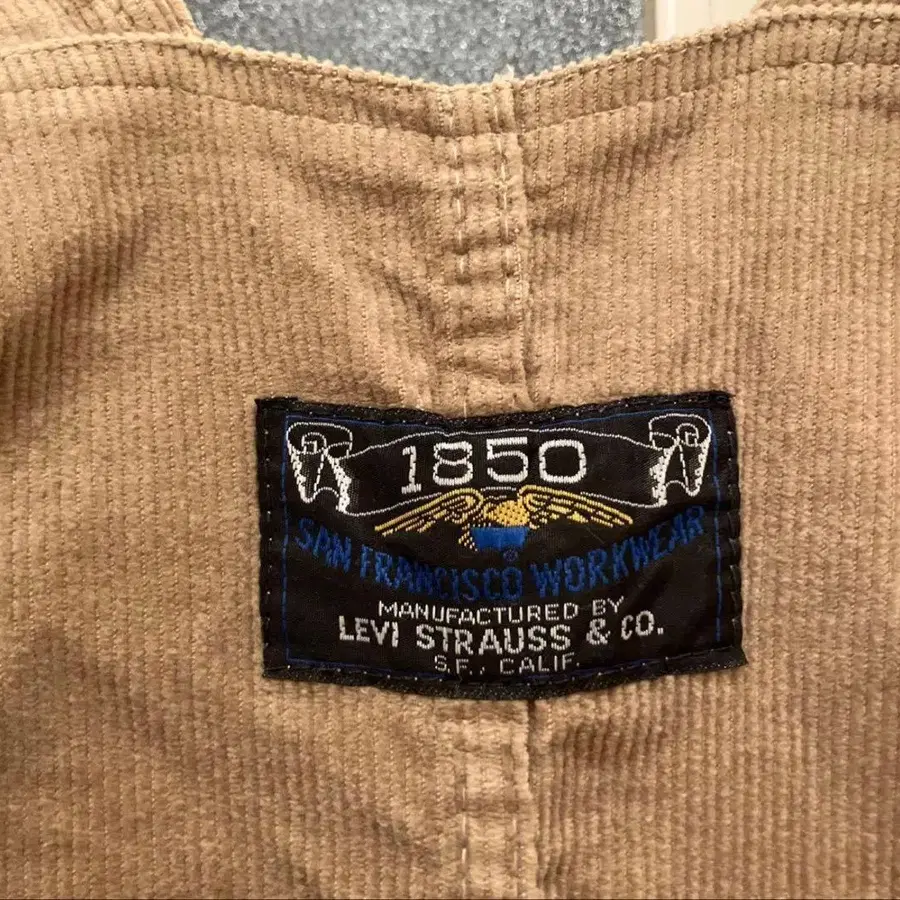 1850
®
SAN FRANCISCO WORKWEAR
MANUFACTURED BY
LEVI STRAUSS & CO.
S.F., CALIF.